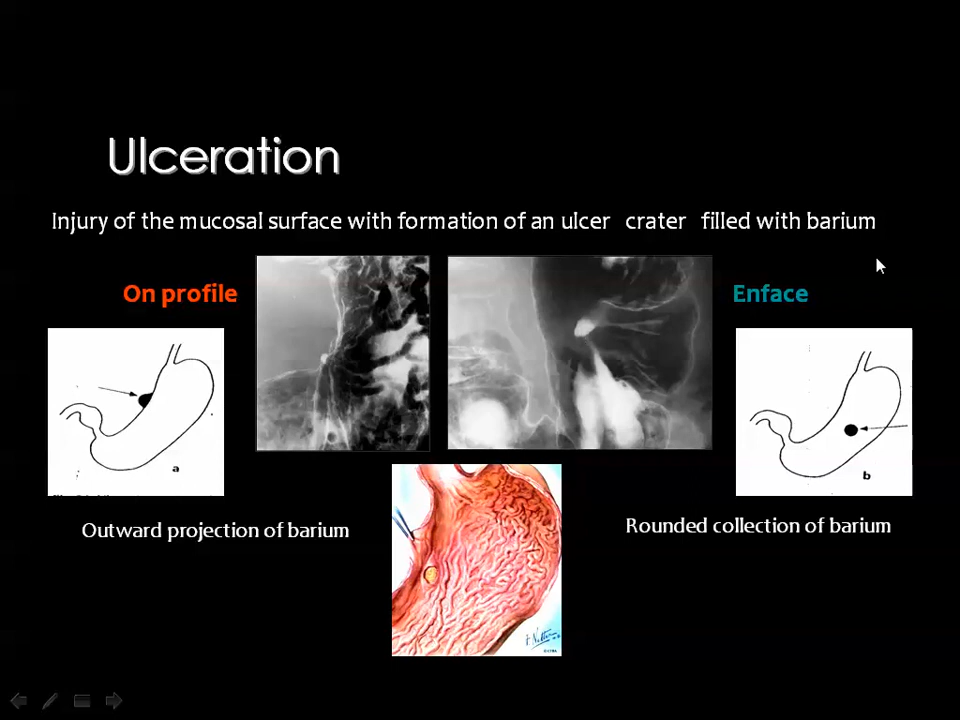 Ulceration
Injury of the mucosal surface with formation of an ulcer crater filled with barium
On profile
Enface
a
b
Outward projection of barium
Rounded collection of barium